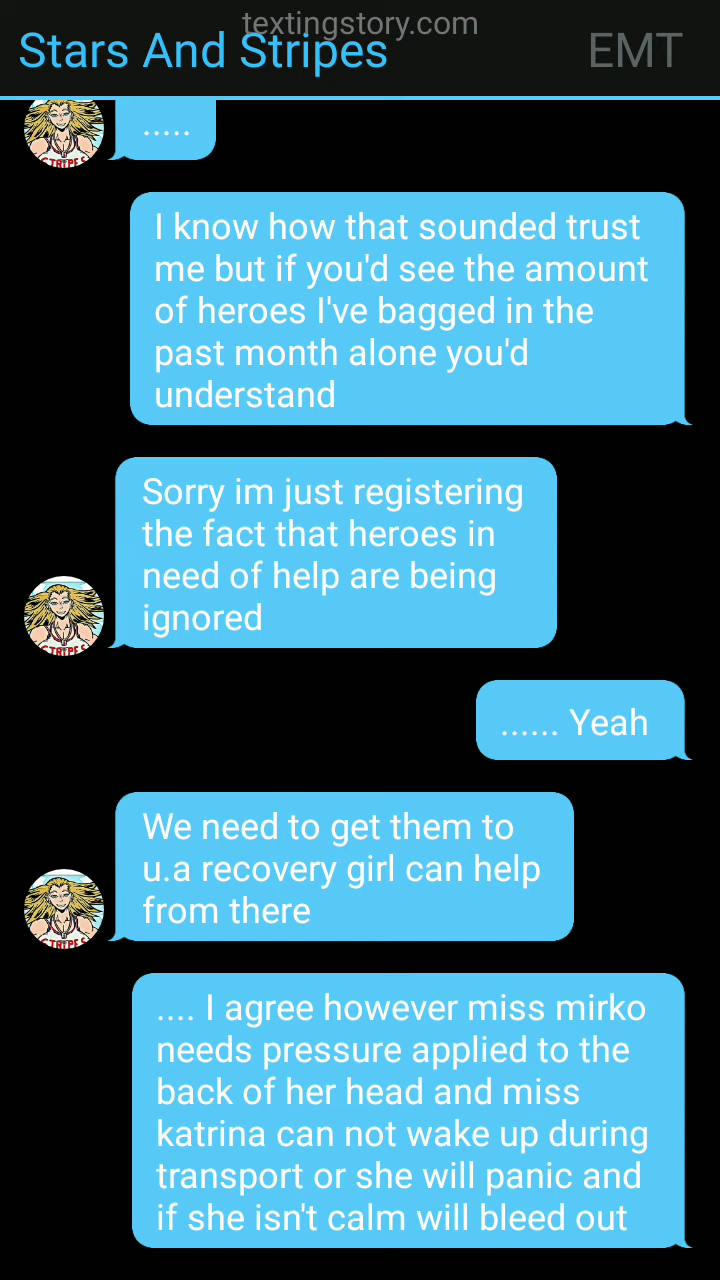 textingstory.com
Stars And Stripes
EMT
.....
I know how that sounded trust
me but if you'd see the amount
of heroes I've bagged in the
past month alone you'd
understand
Sorry im just registering
the fact that heroes in
need of help are being
ignored
STRIPES
...... Yeah
We need to get them to
u.a recovery girl can help
from there
.... I agree however miss mirko
needs pressure applied to the
back of her head and miss
katrina can not wake up during
transport or she will panic and
if she isn't calm will bleed out